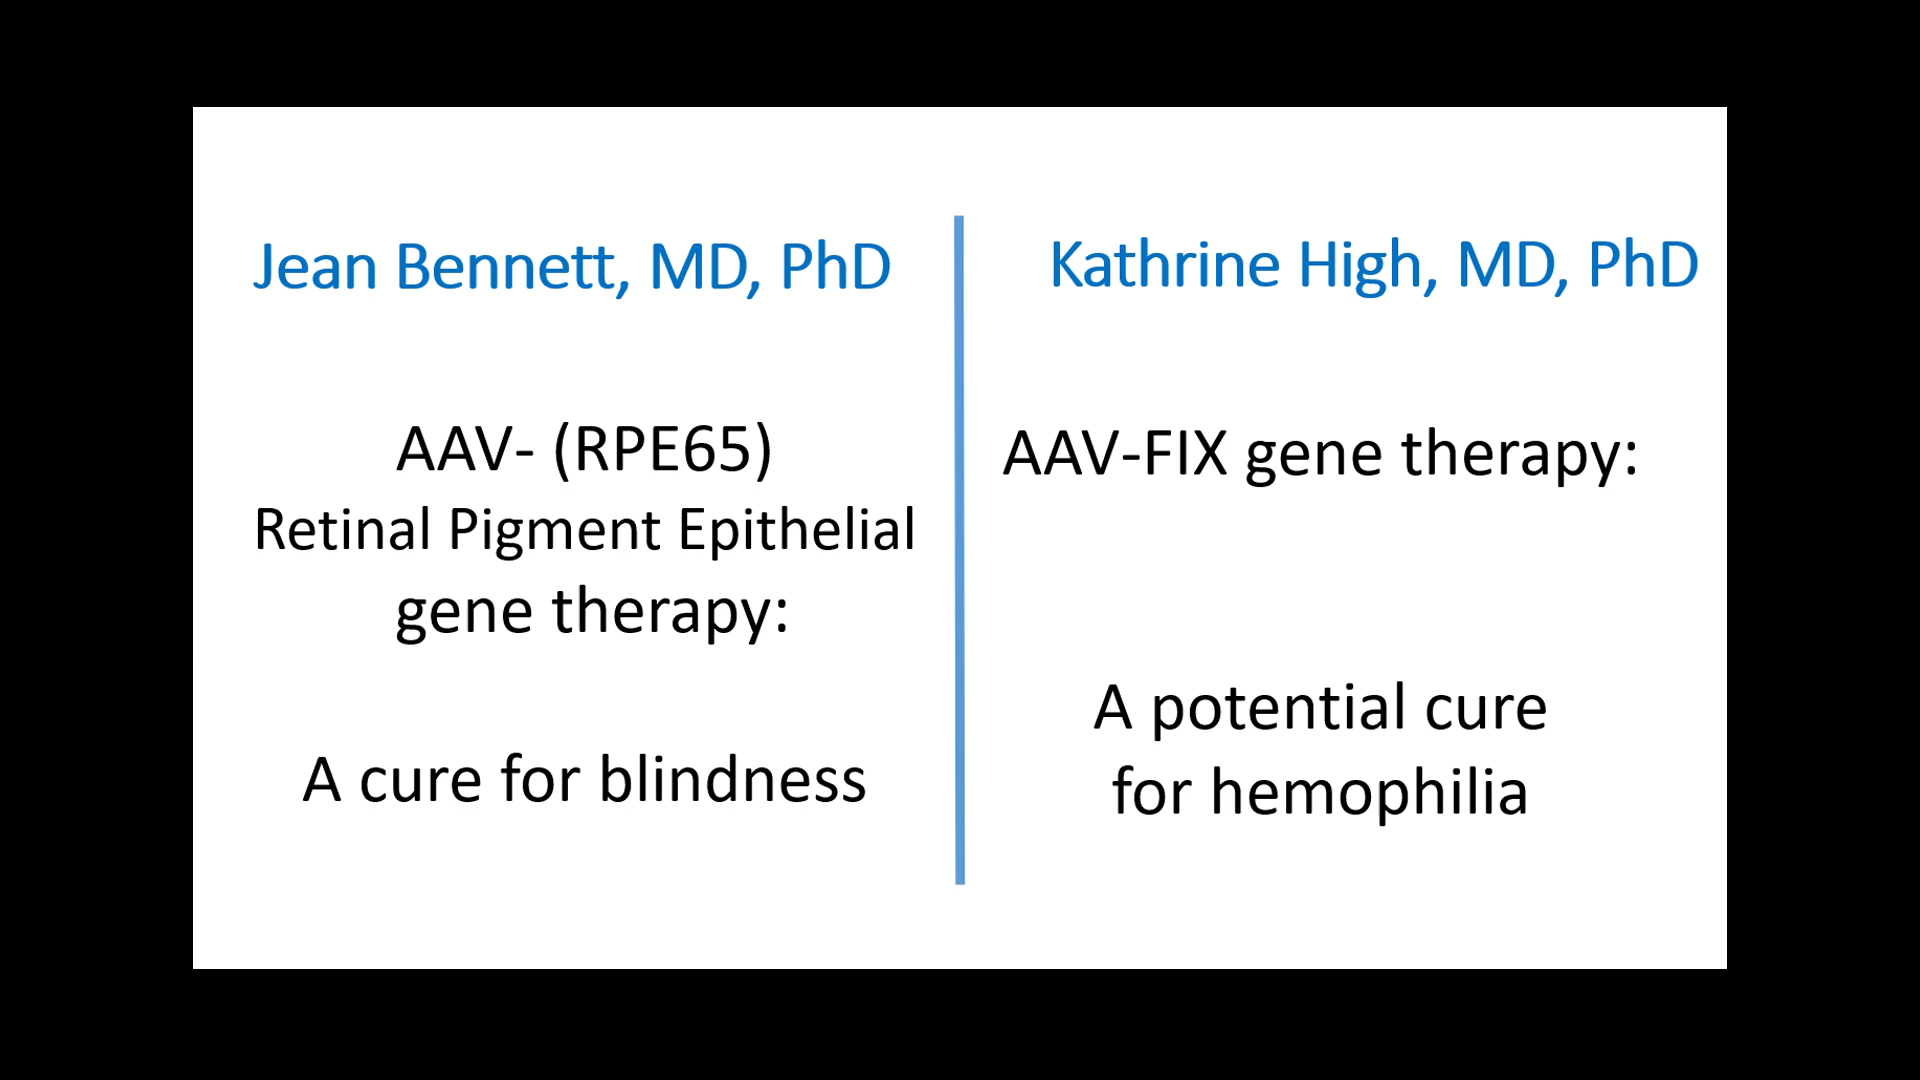 Jean Bennett, MD, PhD
AAV- (RPE65)
Retinal Pigment Epithelial
gene therapy:
A cure for blindness
Kathrine High, MD, PhD
AAV-FIX gene therapy:
A potential cure
for hemophilia